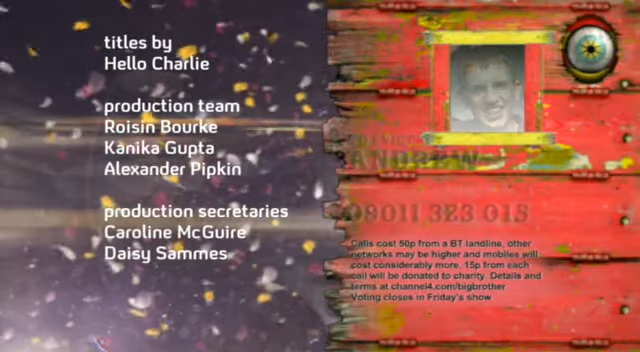 titles by
Hello Charlie
production team
Roisin Bourke
Kanika Gupta
Alexander Pipkin
production secretaries
Caroline McGuire
Daisy Sammes
ANDREW
09011 323 015
Calls cost 50p from a BT landline, other
networks may be higher and mobiles will
cost considerably more. 15p from each
call will be donated to charity. Details and
terms at channel4.com/bigbrother
Voting closes in Friday's show